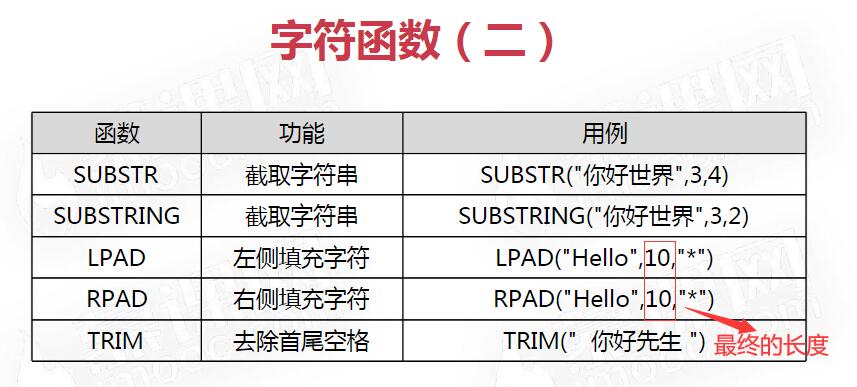 字符函数（二）
函数 功能 用例
SUBSTR 截取字符串 SUBSTR("你好世界",3,4)
SUBSTRING 截取字符串 SUBSTRING("你好世界",3,2)
LPAD 左侧填充字符 LPAD("Hello",10,"*")
RPAD 右侧填充字符 RPAD("Hello",10,"*")
TRIM 去除首尾空格 TRIM(" 你好先生 ")
最终的长度